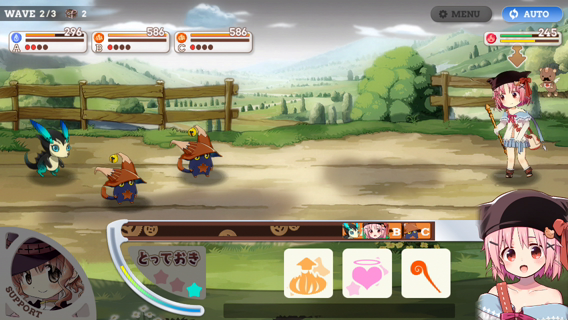 WAVE 2/3 2
MENU
AUTO
296
586
586
245
A
B
C
B
C
とっておき
SUPPORT